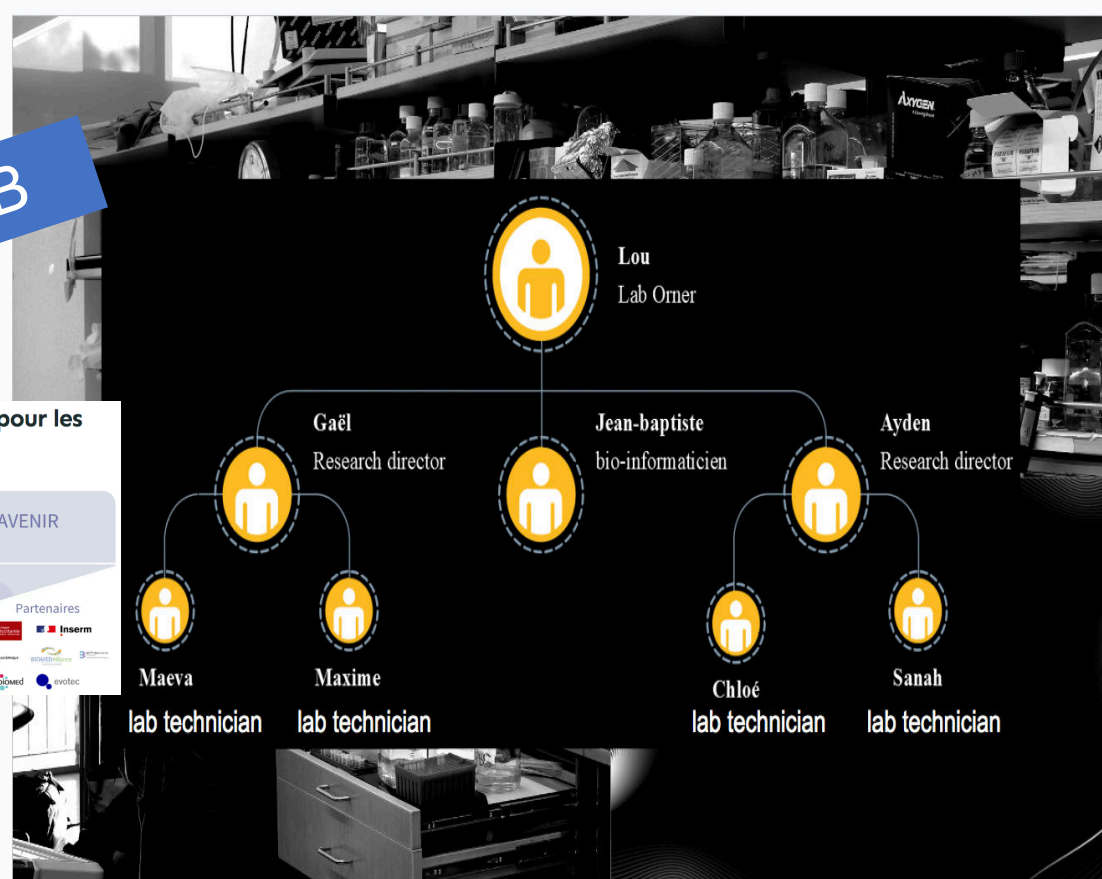 B
AXYGEN
Lou
Lab Orner
Gaël
Research director
Jean-baptiste
bio-informaticien
Ayden
Research director
pour les
AVENIR
Partenaires
Inserm
BIOMEDAlliance
evotec
Maeva
lab technician
Maxime
lab technician
Chloé
lab technician
Sanah
lab technician